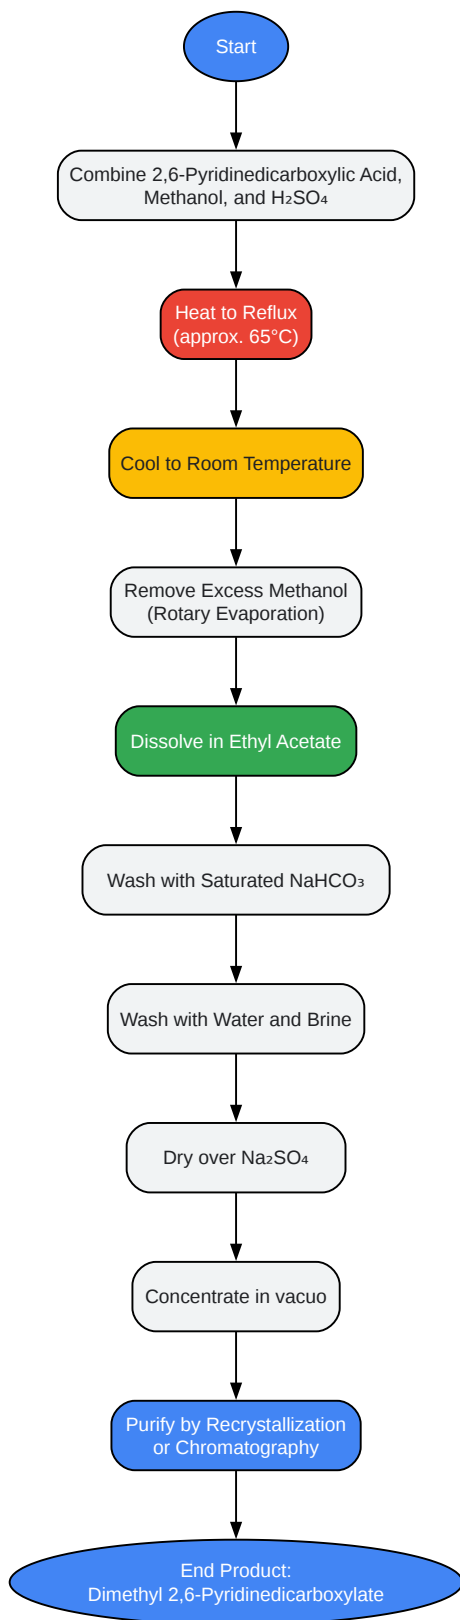 Start
Combine 2,6-Pyridinedicarboxylic Acid,
Methanol, and H₂SO₄
Heat to Reflux
(approx. 65°C)
Cool to Room Temperature
Remove Excess Methanol
(Rotary Evaporation)
Dissolve in Ethyl Acetate
Wash with Saturated NaHCO₃
Wash with Water and Brine
Dry over Na₂SO₄
Concentrate in vacuo
Purify by Recrystallization
or Chromatography
End Product:
Dimethyl 2,6-Pyridinedicarboxylate